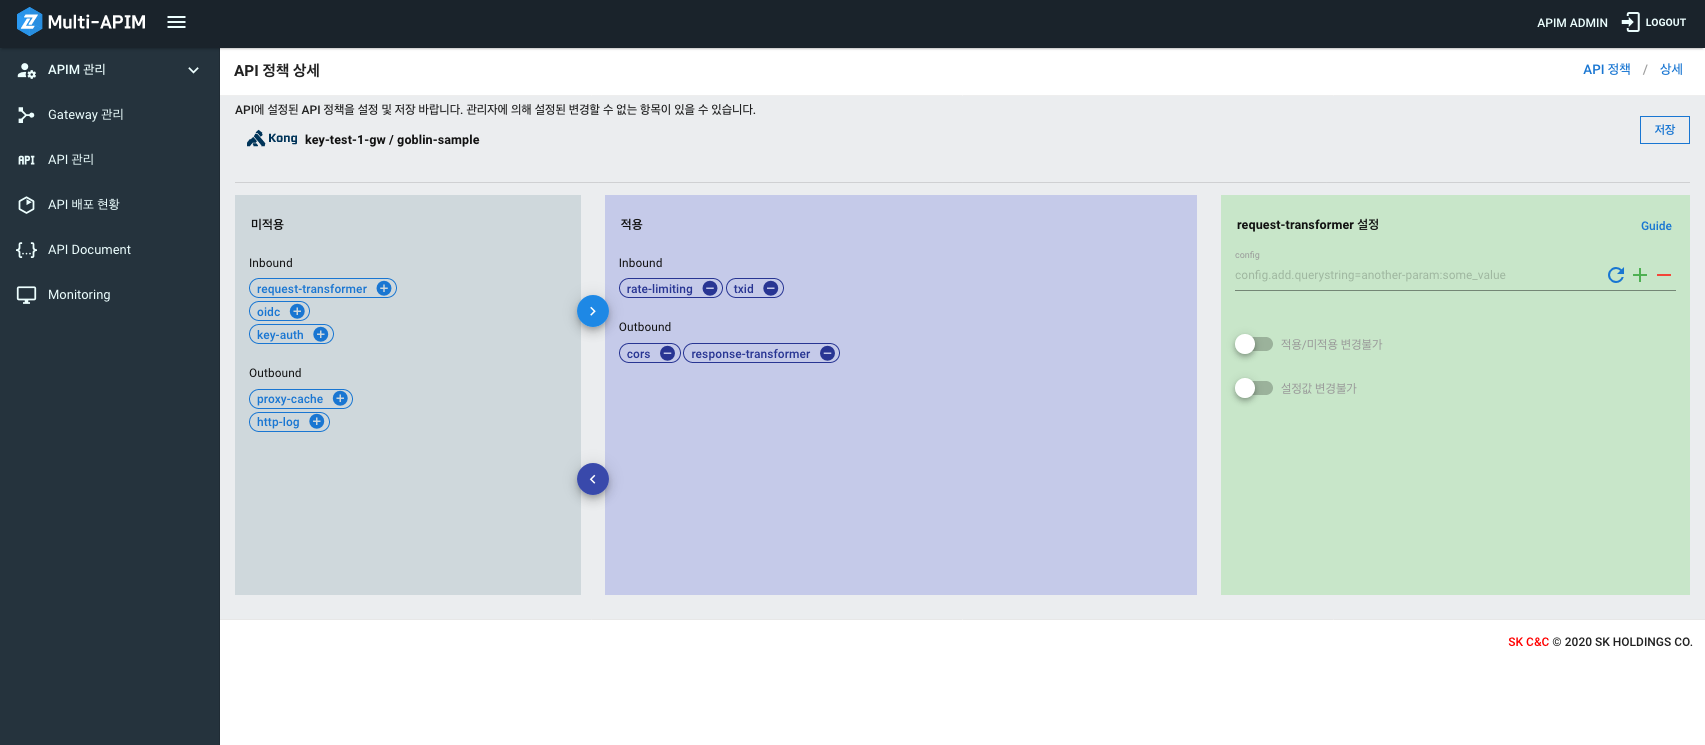 Multi-APIM
APIM ADMIN
LOGOUT
APIM 관리
Gateway 관리
API 관리
API 배포 현황
API Document
Monitoring
API 정책 상세
API 정책 / 상세
API에 설정된 API 정책을 설정 및 저장 바랍니다. 관리자에 의해 설정된 변경할 수 없는 항목이 있을 수 있습니다.
Kong key-test-1-gw / goblin-sample
저장
미적용
Inbound
request-transformer
oidc
key-auth
Outbound
proxy-cache
http-log
적용
Inbound
rate-limiting txid
Outbound
cors response-transformer
request-transformer 설정
Guide
config
config.add.querystring=another-param:some_value
적용/미적용 변경불가
설정값 변경불가
SK C&C © 2020 SK HOLDINGS CO.